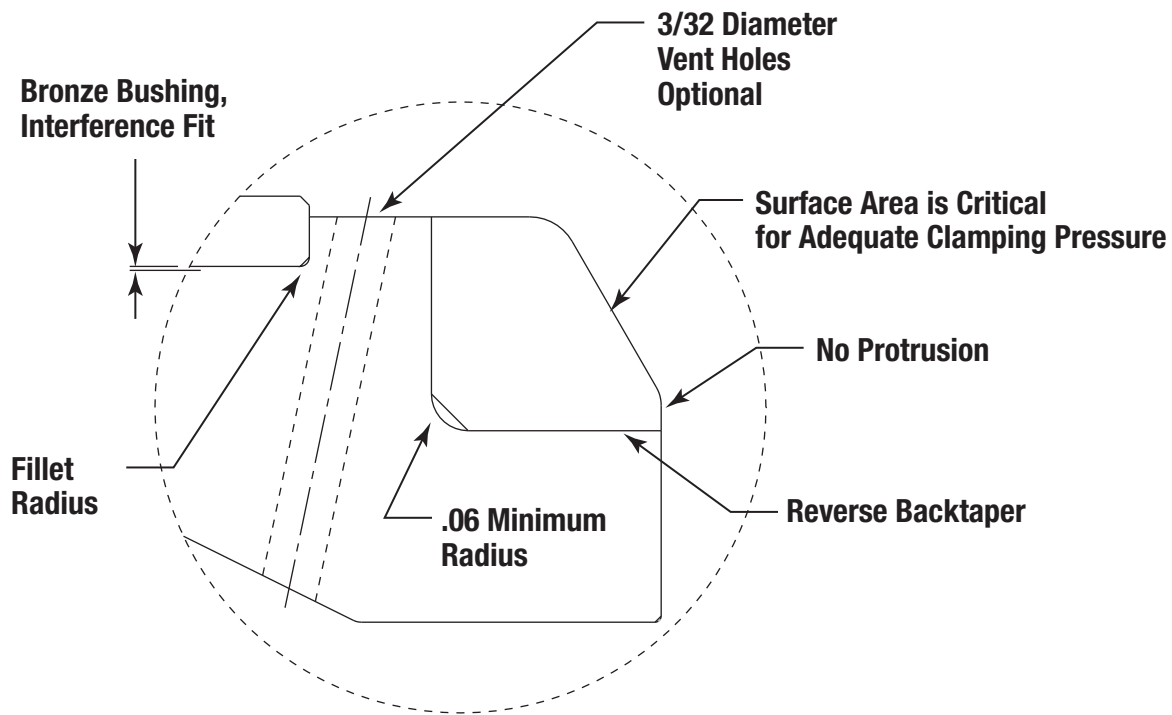 3/32 Diameter
Vent Holes
Optional
Bronze Bushing,
Interference Fit
Surface Area is Critical
for Adequate Clamping Pressure
No Protrusion
Fillet
Radius
.06 Minimum
Radius
Reverse Backtaper